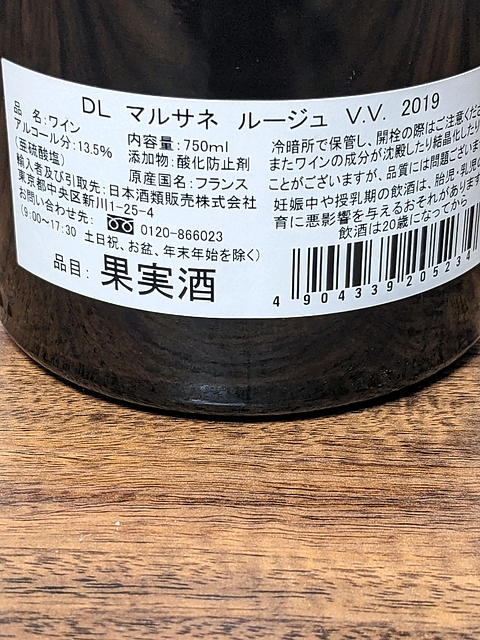 DL マルサネ ルージュ V.V. 2019
品 名:ワイン
アルコール分:13.5%
内容量:750ml
添加物:酸化防止剤
(亜硫酸塩)
原産国名:フランス
輸入者及び引取先:日本酒類販売株式会社
東京都中央区新川1-25-4
お問い合わせ先: 0120-866023
(9:00~17:30 土日祝、お盆、年末年始を除く)
品目:果実酒
冷暗所で保管し、開栓の際はご注意くださ
またワインの成分が沈殿したり結晶化したり
ことがございますが、品質には問題ございま
妊娠中や授乳期の飲酒は、胎児・乳児
育に悪影響を与えるおそれがあります
飲酒は20歳になってから
4 904339 205234